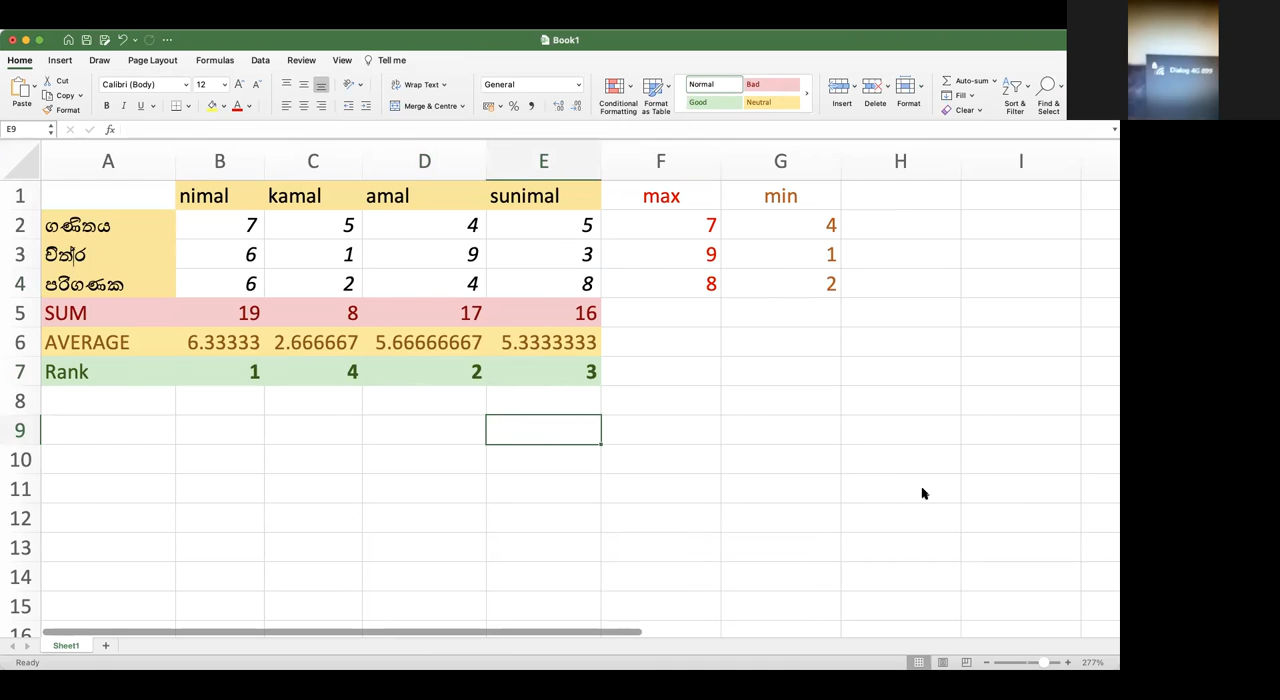 Book1
Home Insert Draw Page Layout Formulas Data Review View Tell me
Paste
Cut
Copy
Format
Calibri (Body) 12
B I U
Wrap Text
Merge & Centre
General
Conditional Formatting
Format as Table
Normal Bad
Good Neutral
Insert Delete Format
Auto-sum
Fill
Clear
Sort & Filter
Find & Select
Dialog 4G
E9 fx
A B C D E F G H I
1 nimal kamal amal sunimal max min
2 ගණිතය 7 5 4 5 7 4
3 චිත්‍ර 6 1 9 3 9 1
4 පරිගණක 6 2 4 8 8 2
5 SUM 19 8 17 16
6 AVERAGE 6.33333 2.666667 5.66666667 5.3333333
7 Rank 1 4 2 3
8
9
10
11
12
13
14
15
16
Sheet1
Ready 277%